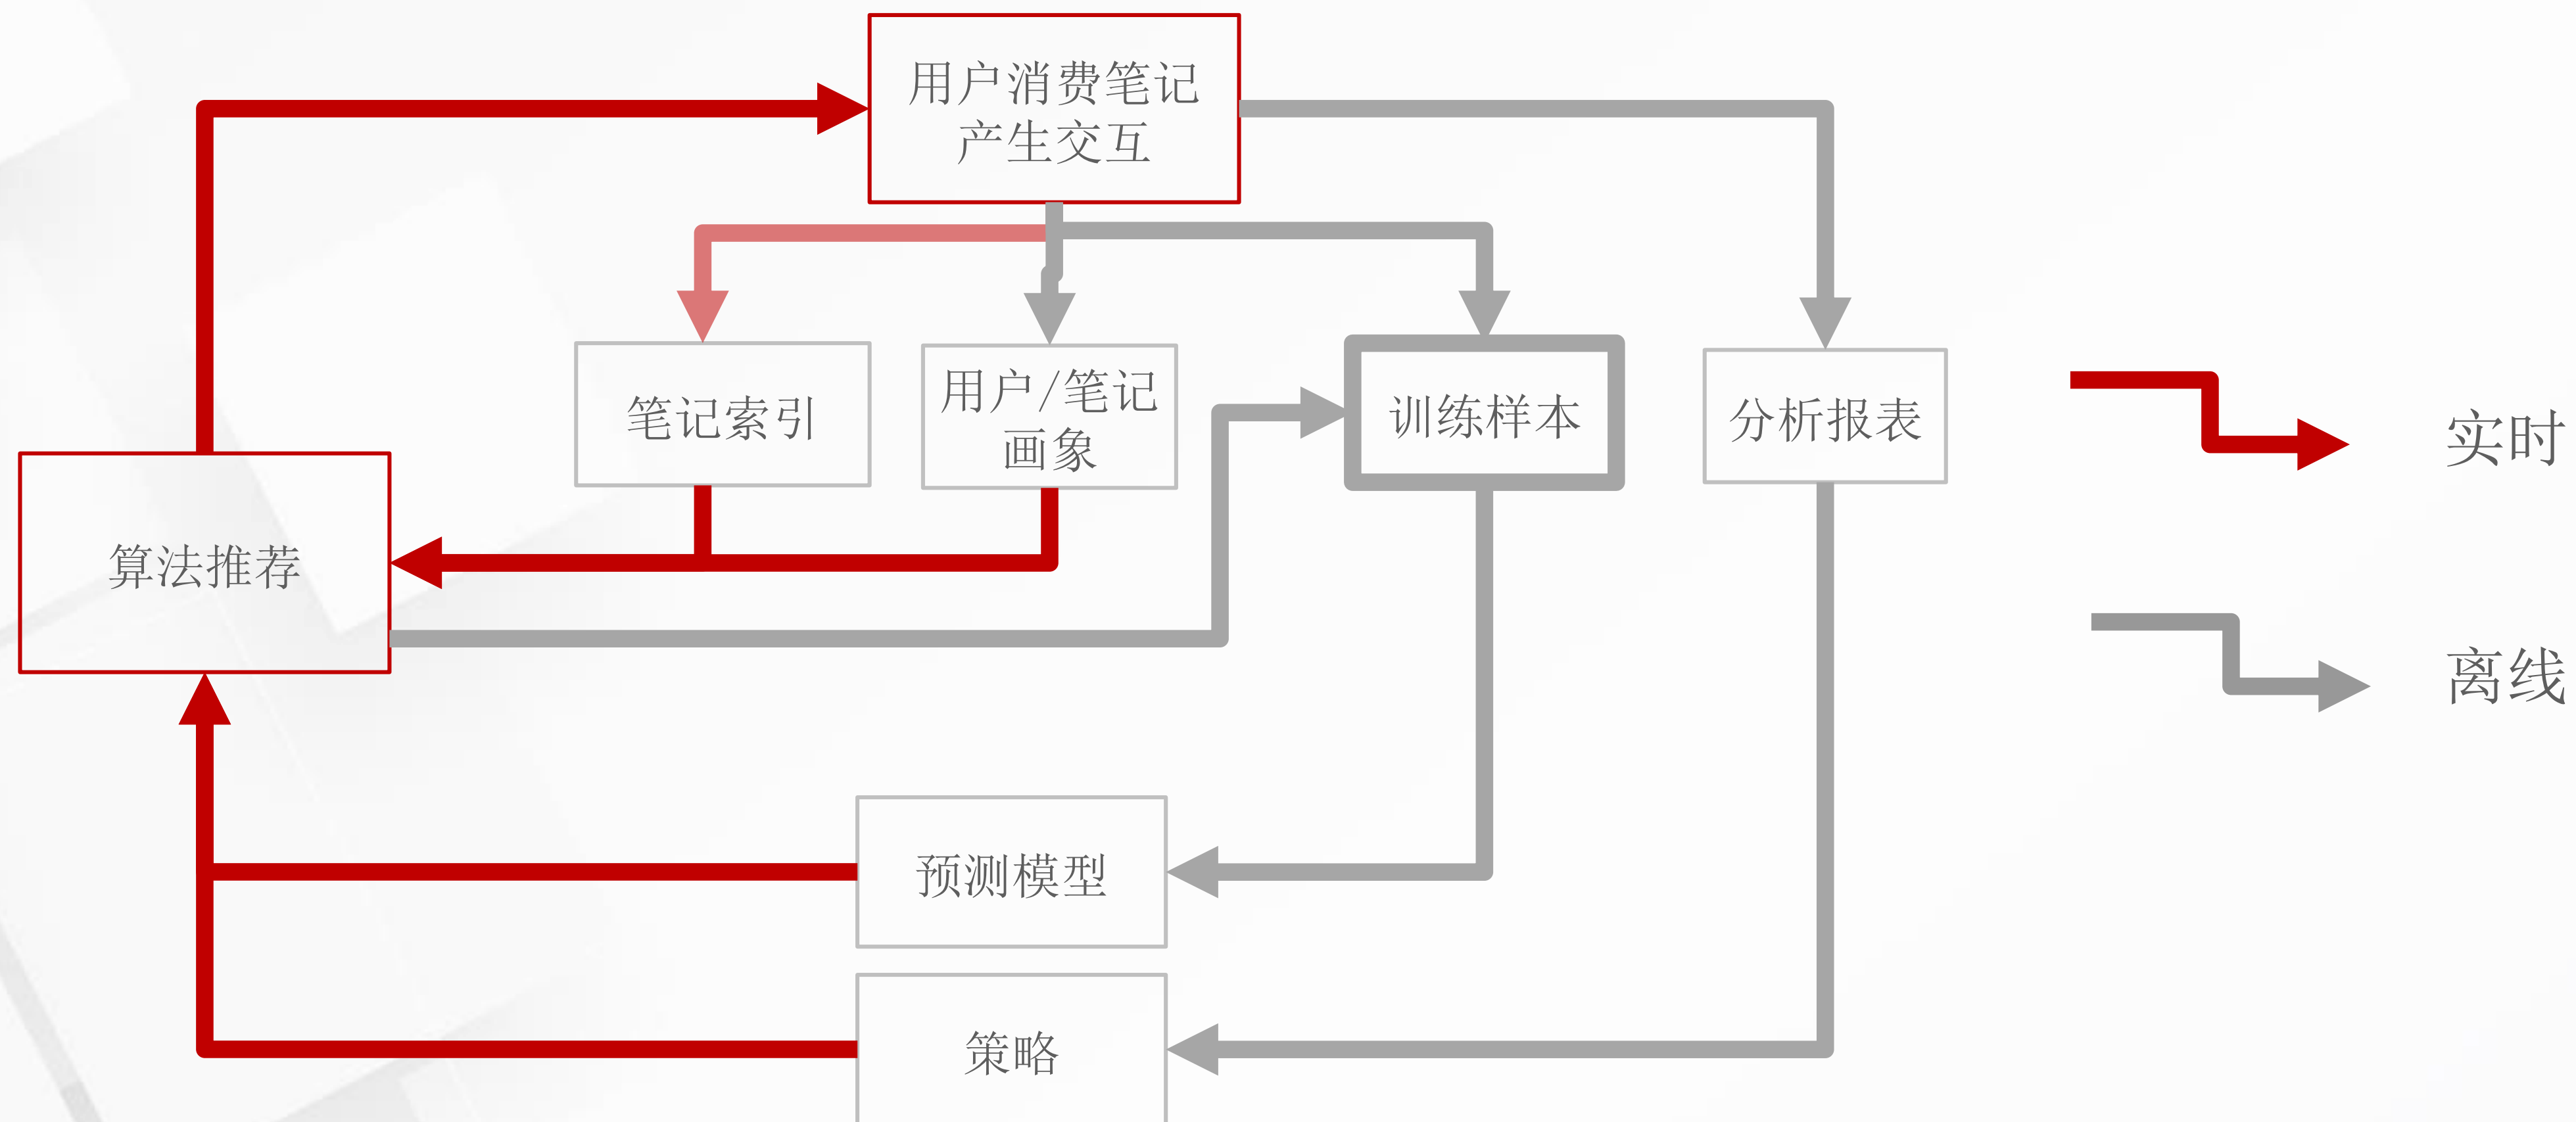 用户消费笔记
产生交互
笔记索引
用户/笔记
画象
训练样本
分析报表
实时
算法推荐
离线
预测模型
策略